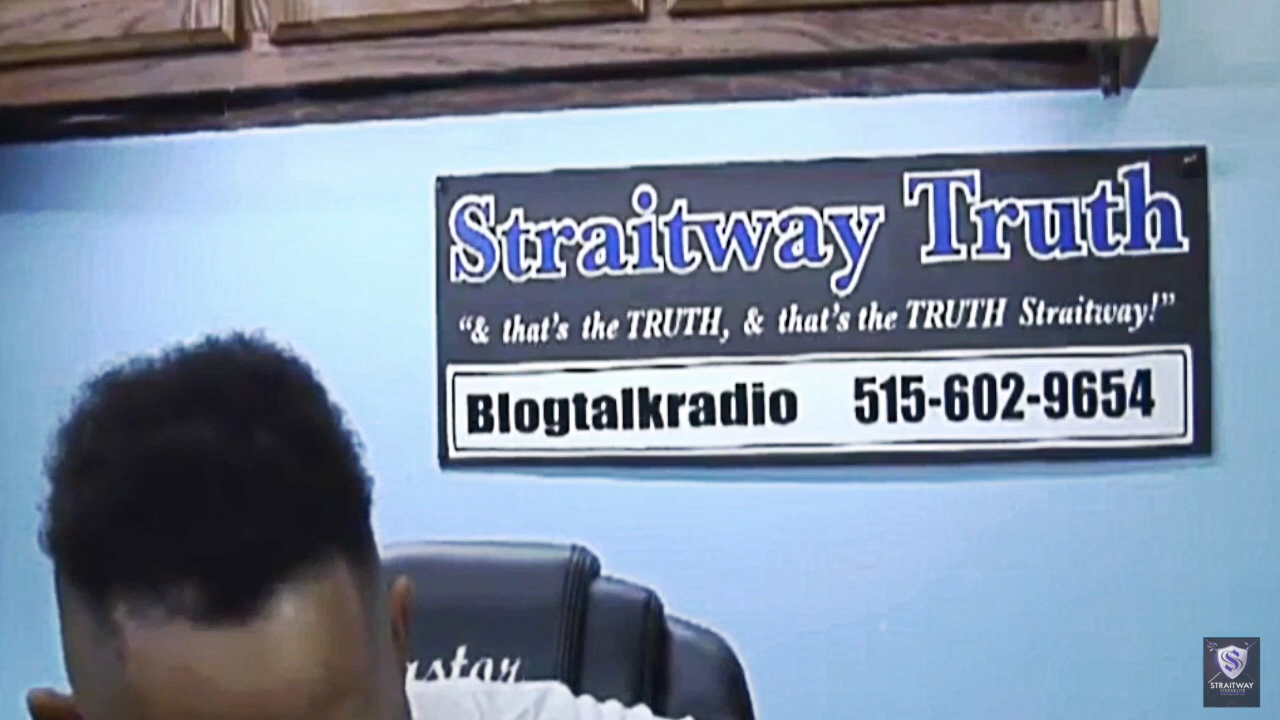 Straitway Truth
“& that's the TRUTH, & that's the TRUTH Straitway!”
Blogtalkradio 515-602-9654
STRAITWAY